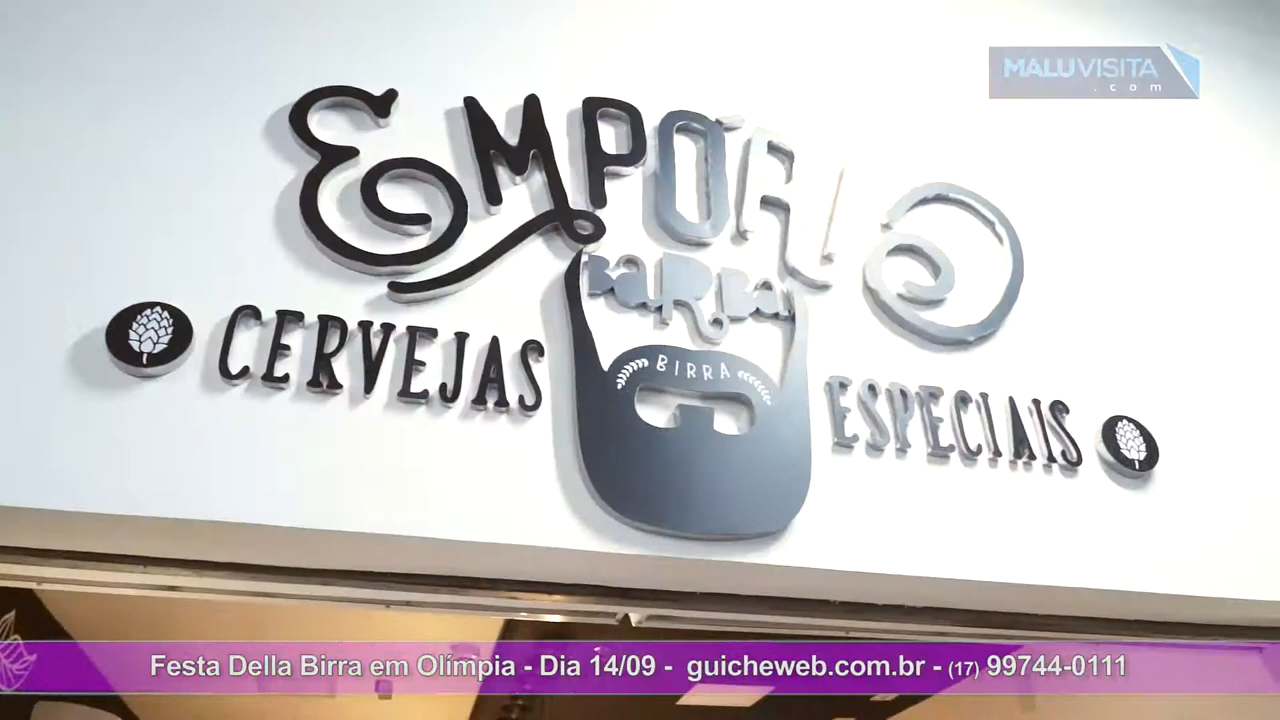 MALUVISITA
.com
EMPÓRIO
BARBA
BIRRA
CERVEJAS ESPECIAIS
Festa Della Birra em Olímpia - Dia 14/09 - guicheweb.com.br - (17) 99744-0111